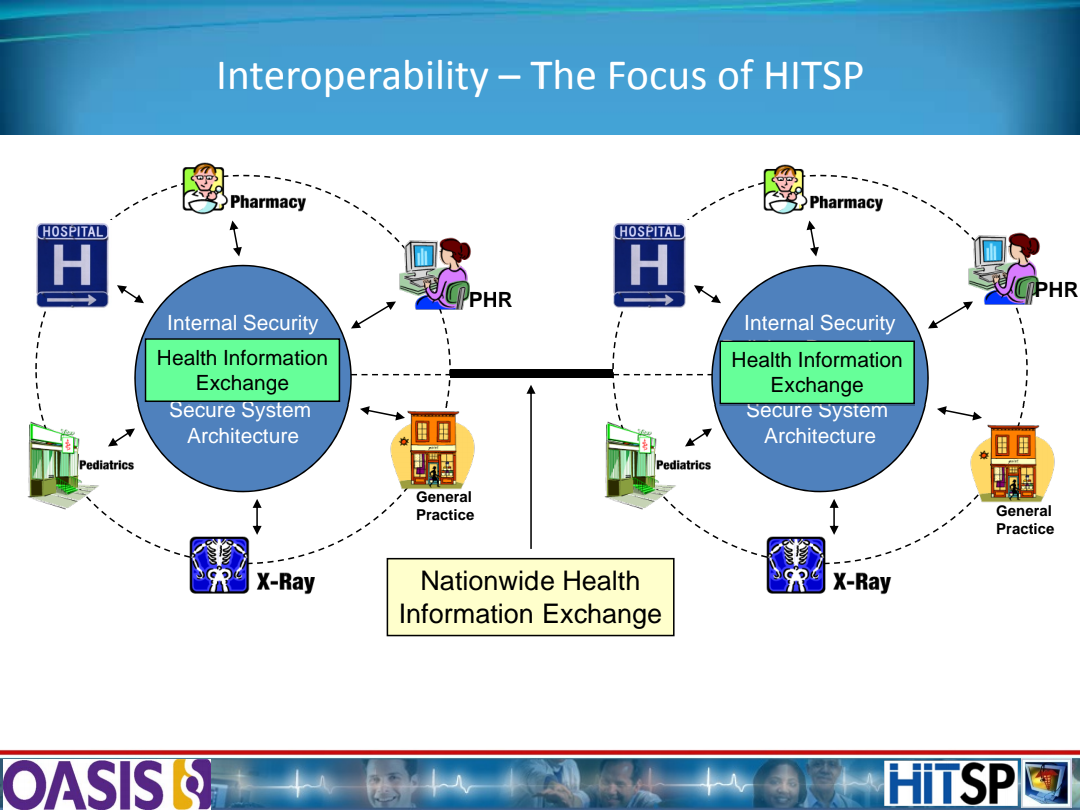 Interoperability – The Focus of HITSP
Pharmacy
HOSPITAL
H
PHR
Internal Security
Health Information
Exchange
Secure System
Architecture
Pediatrics
General
Practice
X-Ray
Pharmacy
HOSPITAL
H
PHR
Internal Security
Health Information
Exchange
Secure System
Architecture
Pediatrics
General
Practice
X-Ray
Nationwide Health
Information Exchange
OASIS
HITSP